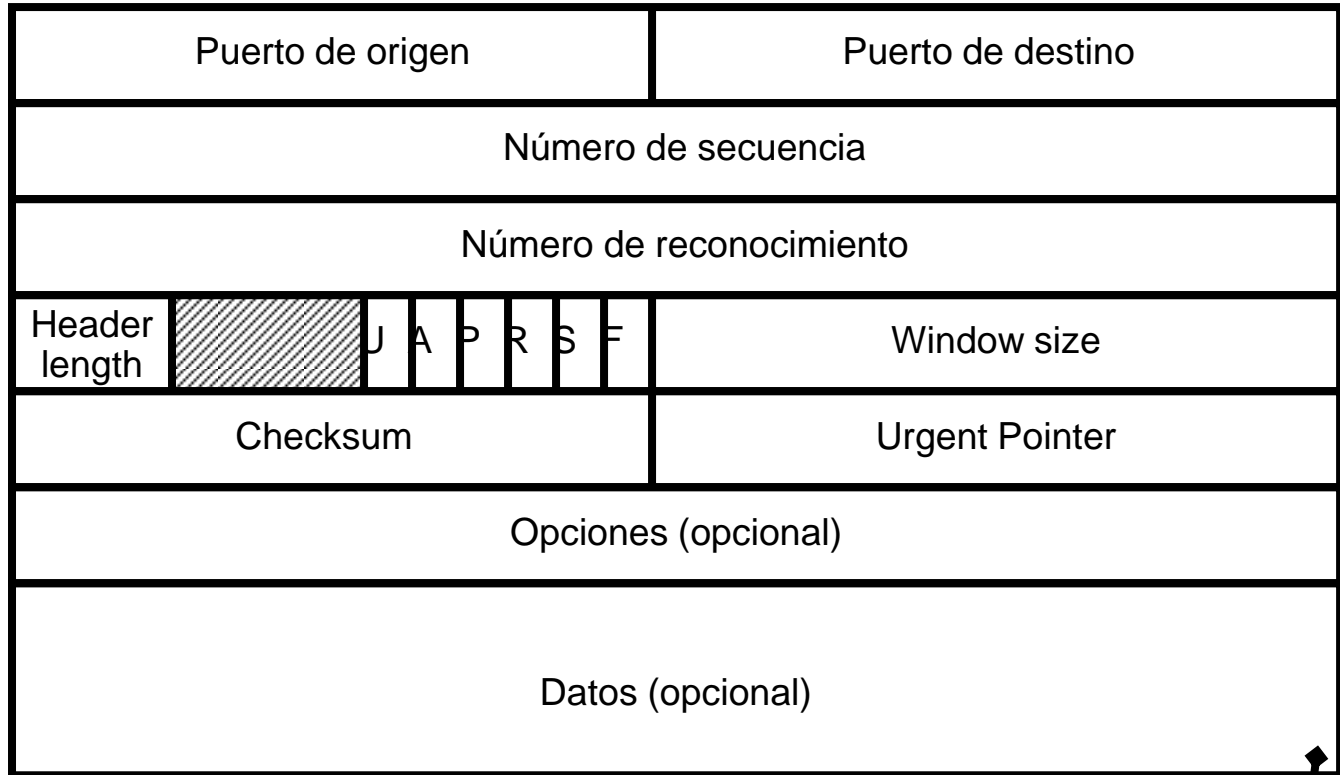 Puerto de origen
Puerto de destino
Número de secuencia
Número de reconocimiento
Header
length
U A P R S F
Window size
Checksum
Urgent Pointer
Opciones (opcional)
Datos (opcional)